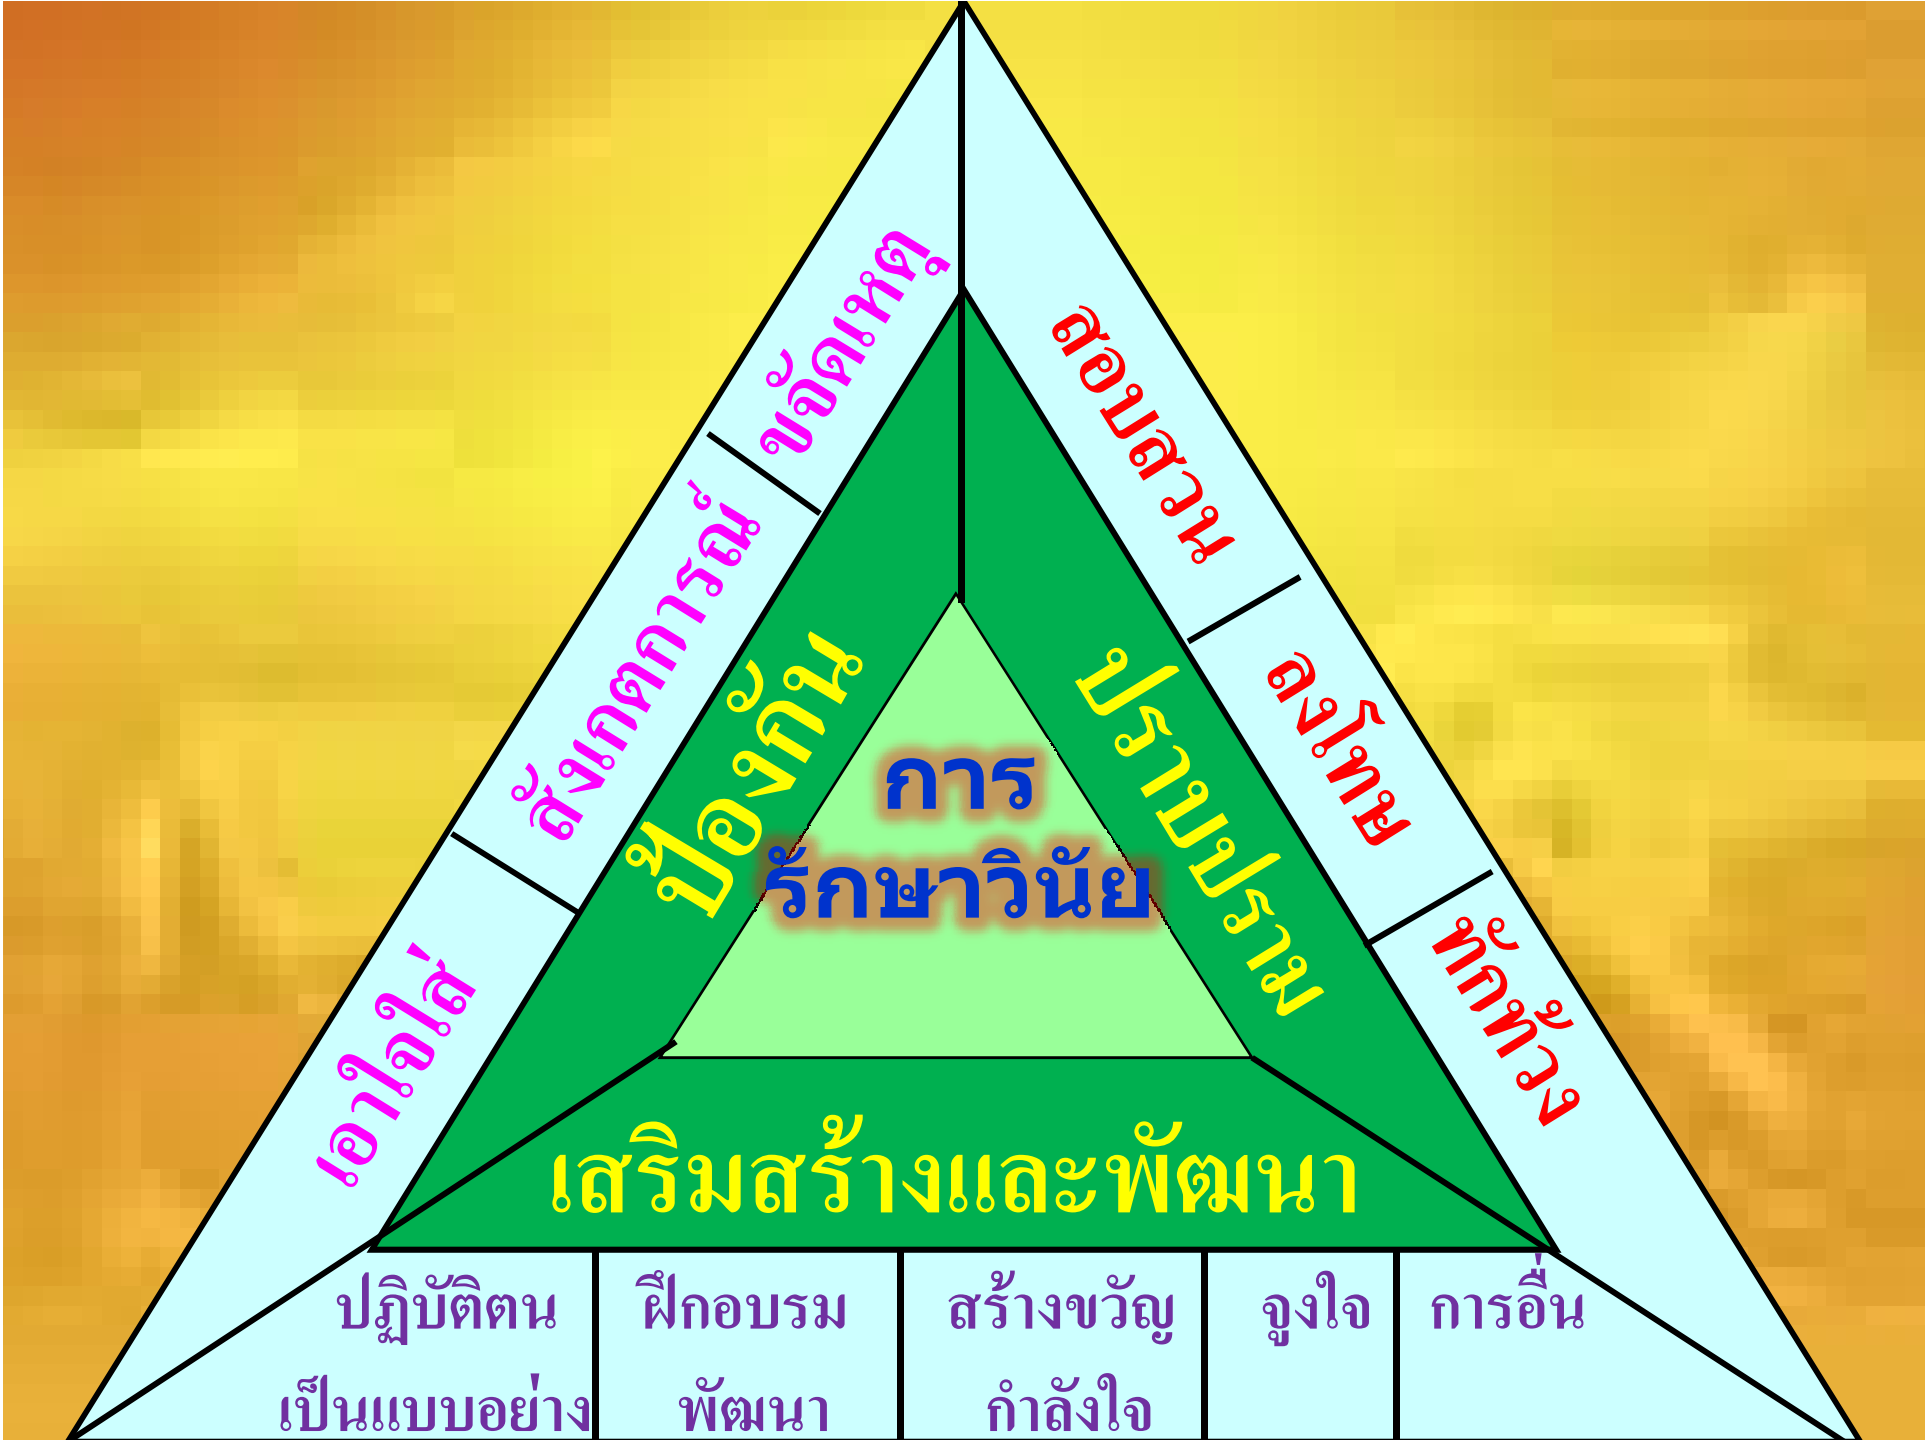 ขจัดเหตุ
สังเกตการณ์
เอาใจใส่
สอบสวน
ลงโทษ
ทักท้วง
ป้องกัน
ปราบปราม
การ
รักษาวินัย
เสริมสร้างและพัฒนา
ปฏิบัติตน
เป็นแบบอย่าง
ฝึกอบรม
พัฒนา
สร้างขวัญ
กำลังใจ
จูงใจ
การอื่น